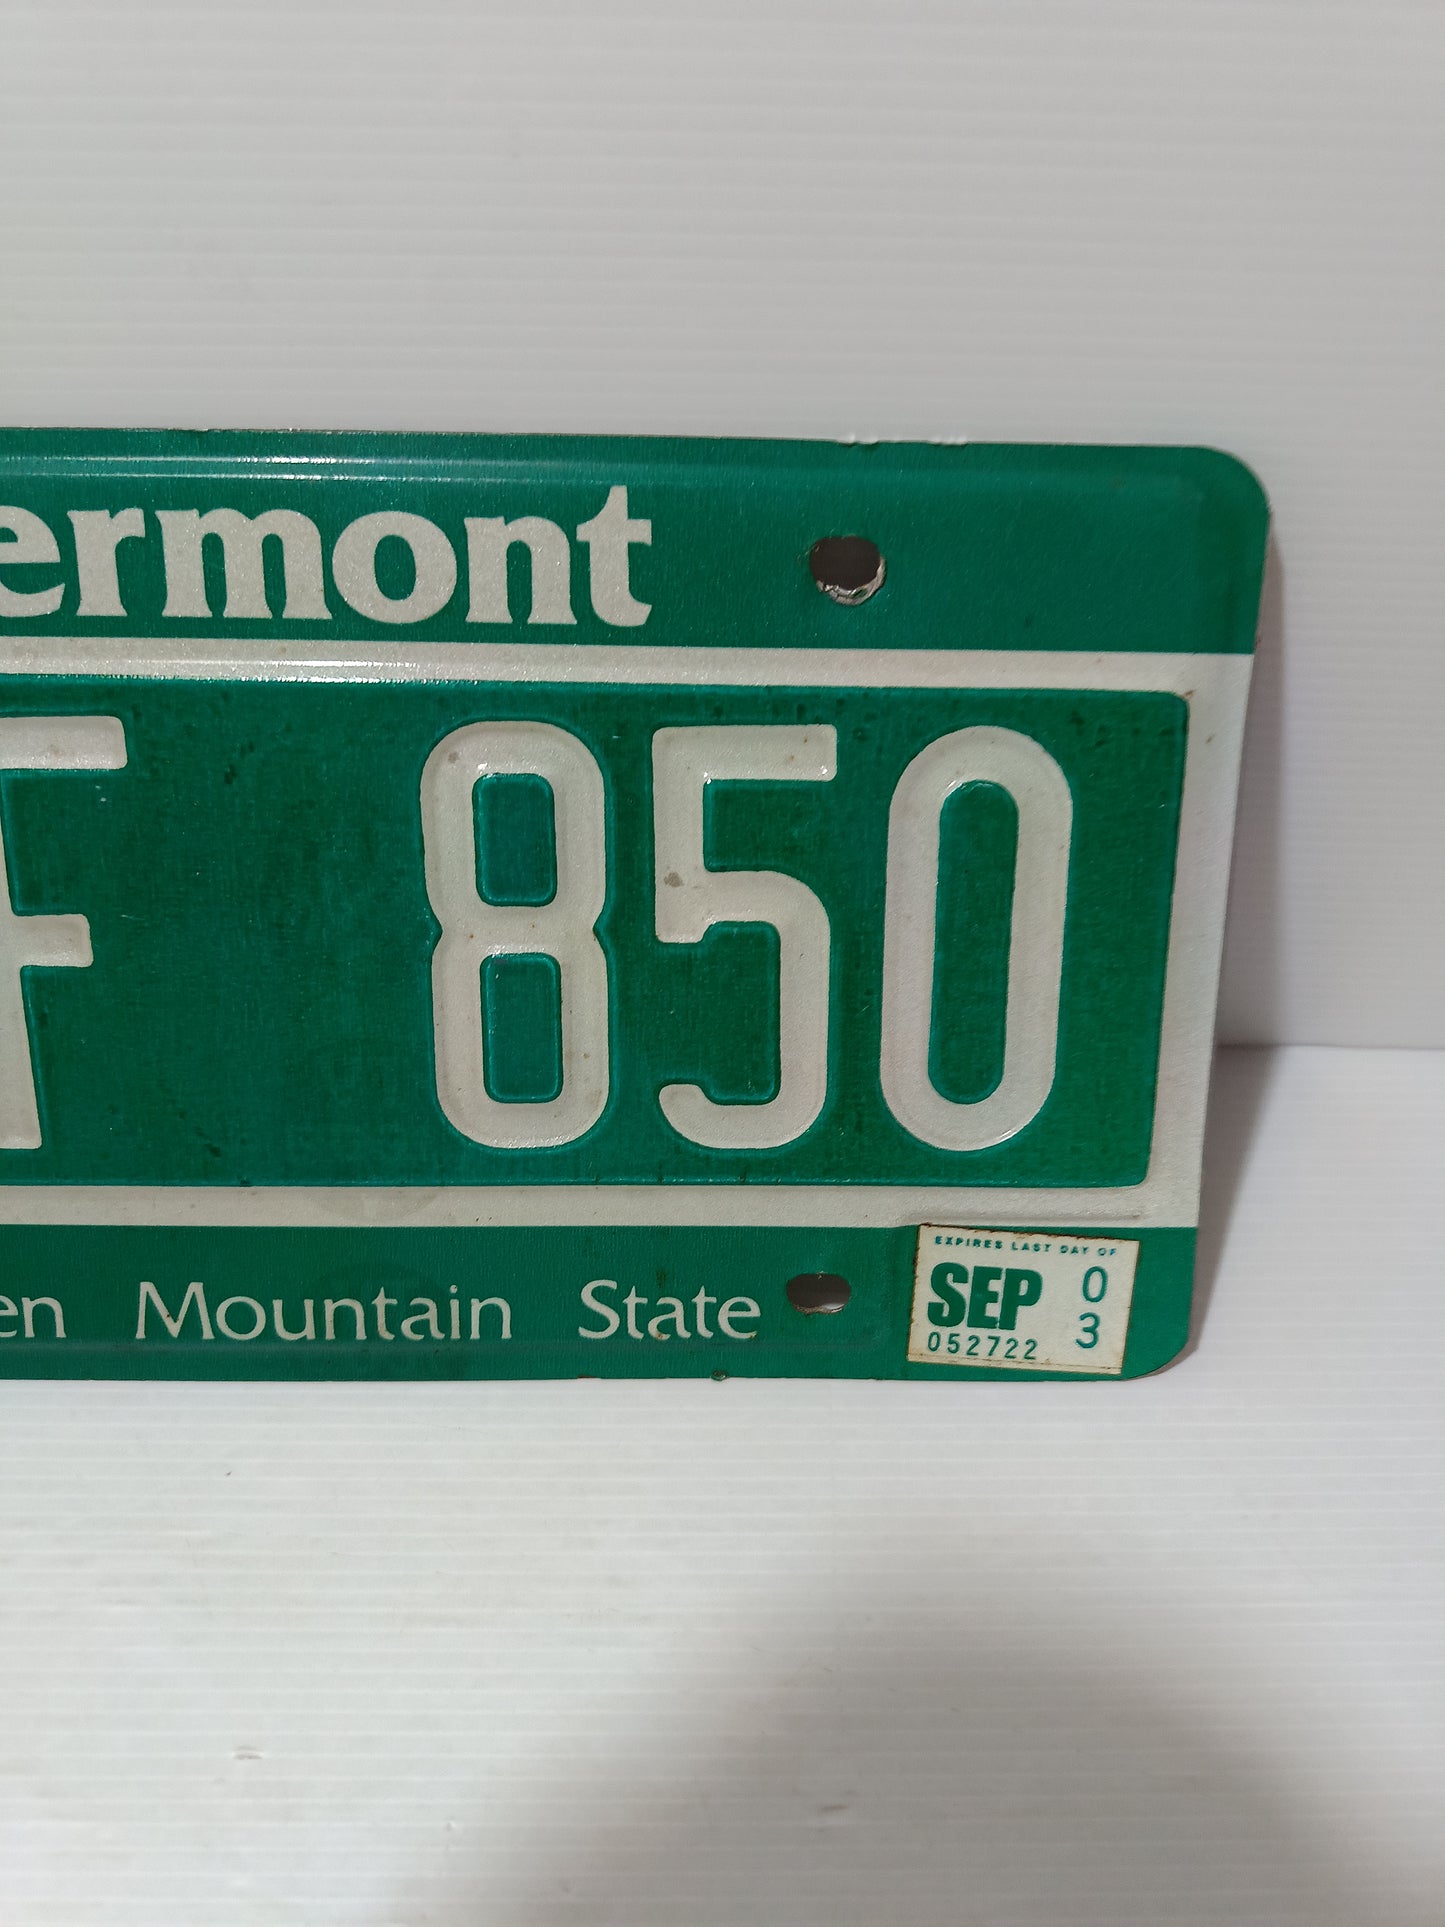 ermont
F 850
en Mountain State
EXPIRES LAST DAY OF
SEP 03
052722